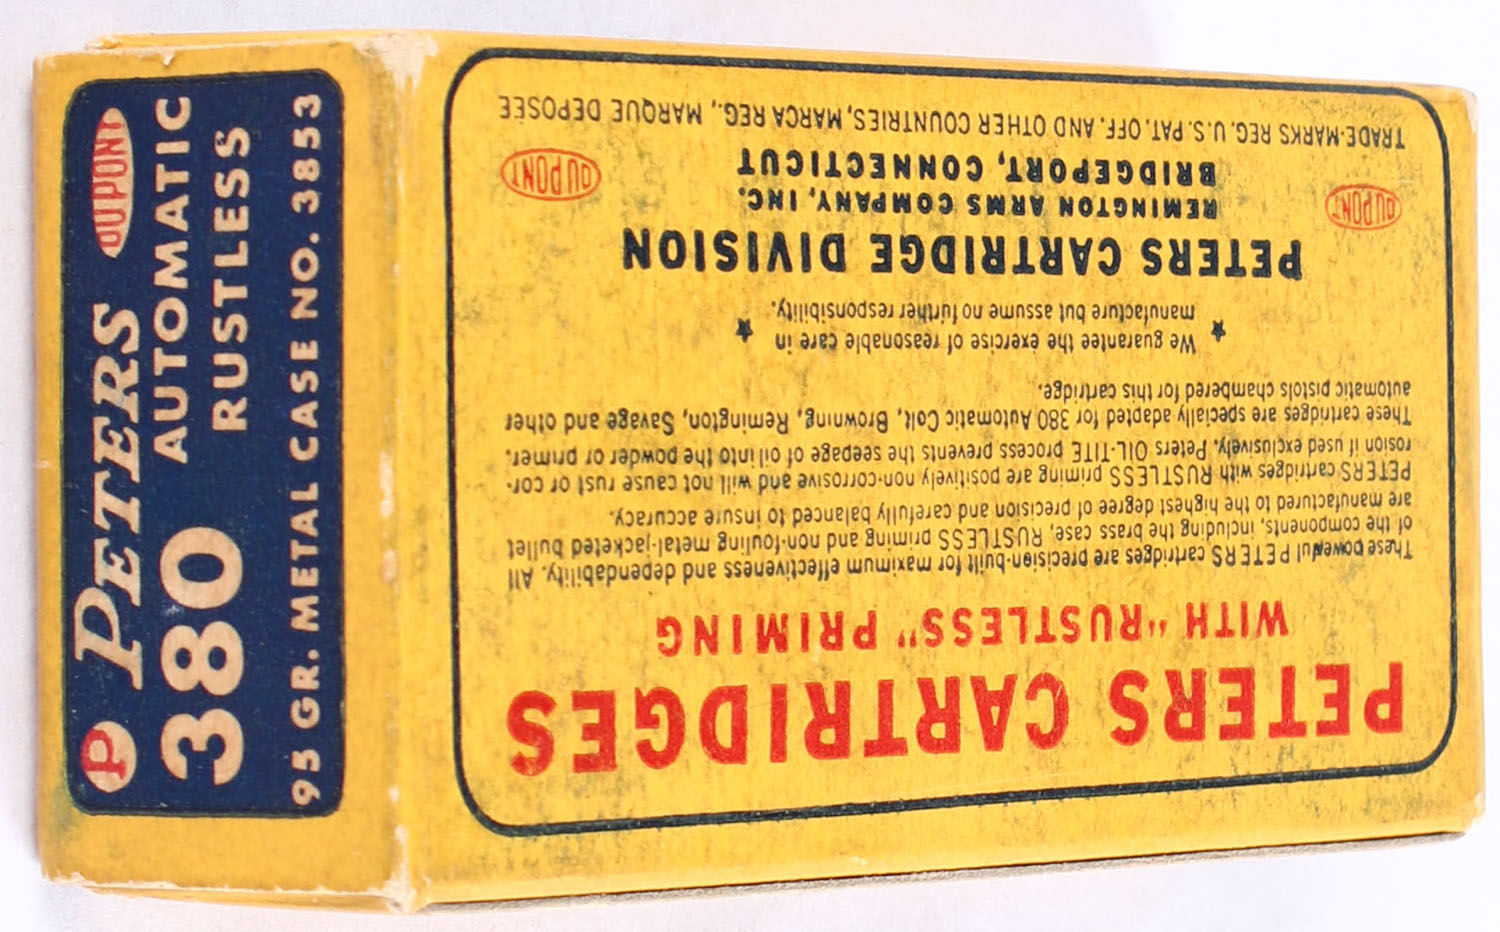 P PETERS DUPONT
380 AUTOMATIC
RUSTLESS
95 GR. METAL CASE NO. 3853
PETERS CARTRIDGES
WITH "RUSTLESS" PRIMING
These powerful PETERS cartridges are precision-built for maximum effectiveness and dependability. All
of the components, including the brass case, RUSTLESS priming and non-fouling metal-jacketed bullet
are manufactured to the highest degree of precision and carefully balanced to insure accuracy.
PETERS cartridges with RUSTLESS priming are positively non-corrosive and will not cause rust or cor-
rosion if used exclusively. Peters OIL-TITE process prevents the seepage of oil into the powder or primer.
These cartridges are specially adapted for 380 Automatic Colt, Browning, Remington, Savage and other
automatic pistols chambered for this cartridge.
We guarantee the exercise of reasonable care in
manufacture but assume no further responsibility.
PETERS CARTRIDGE DIVISION
REMINGTON ARMS COMPANY, INC.
DU PONT BRIDGEPORT, CONNECTICUT DU PONT
TRADE-MARKS REG. U.S. PAT. OFF. AND OTHER COUNTRIES, MARCA REG., MARQUE DEPOSÉE